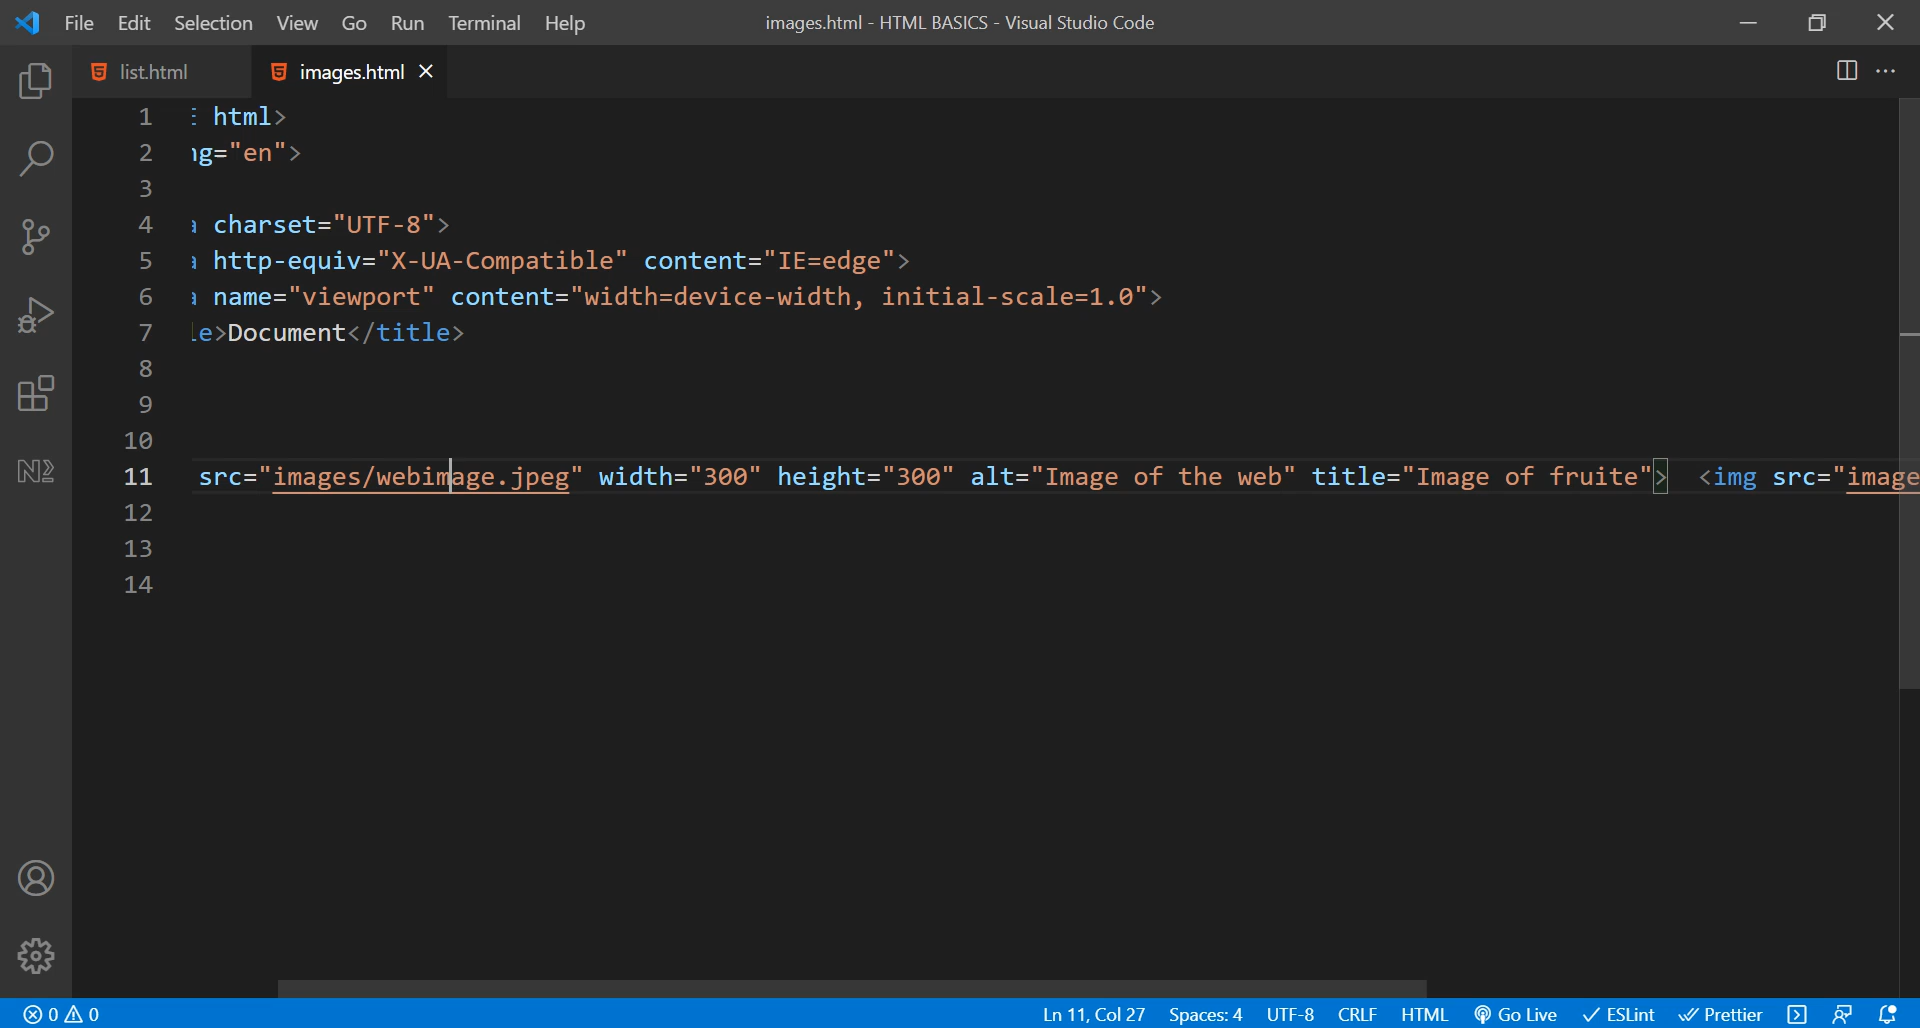 File Edit Selection View Go Run Terminal Help images.html - HTML BASICS - Visual Studio Code
list.html images.html
1 html>
2 ng="en">
3
4 charset="UTF-8">
5 http-equiv="X-UA-Compatible" content="IE=edge">
6 name="viewport" content="width=device-width, initial-scale=1.0">
7 le>Document</title>
8
9
10
11 src="images/webimage.jpeg" width="300" height="300" alt="Image of the web" title="Image of fruite"> <img src="image
12
13
14
0 0 Ln 11, Col 27 Spaces: 4 UTF-8 CRLF HTML Go Live ESLint Prettier